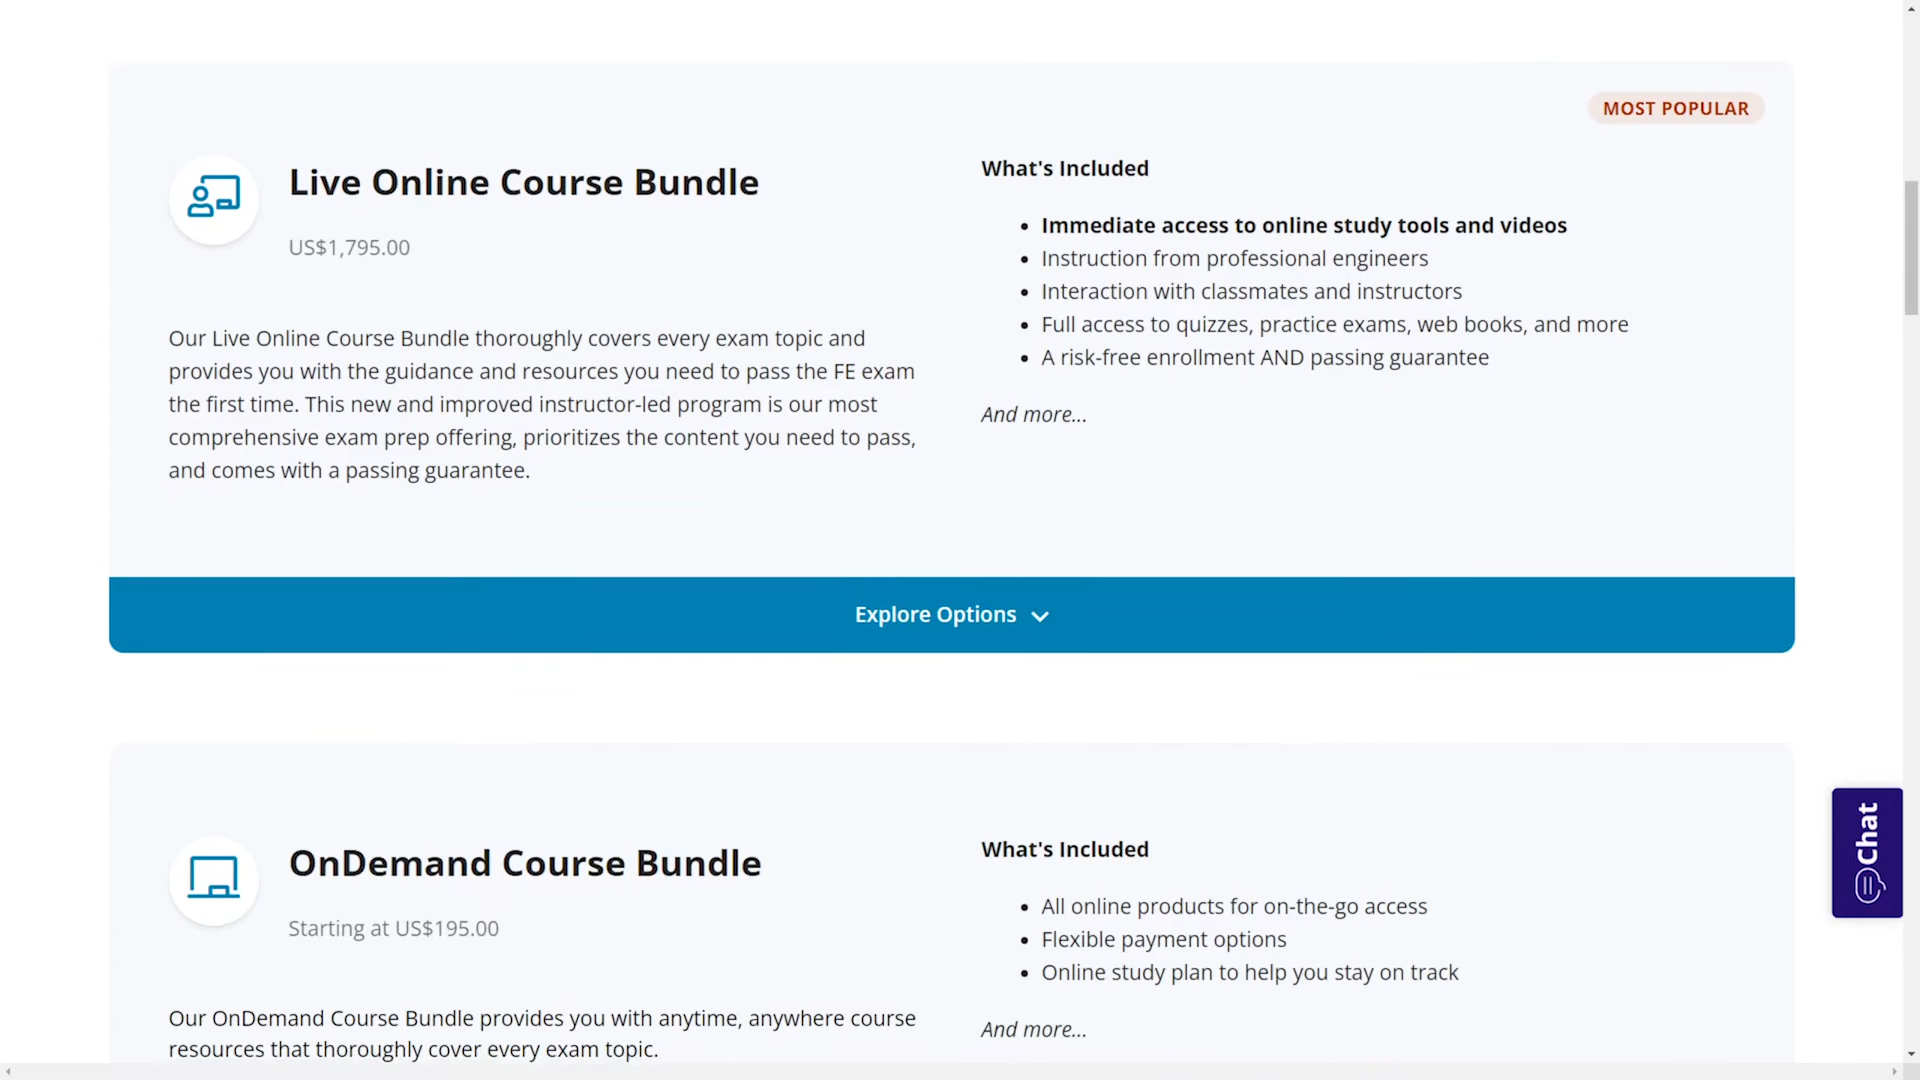 MOST POPULAR
Live Online Course Bundle
US$1,795.00
Our Live Online Course Bundle thoroughly covers every exam topic and
provides you with the guidance and resources you need to pass the FE exam
the first time. This new and improved instructor-led program is our most
comprehensive exam prep offering, prioritizes the content you need to pass,
and comes with a passing guarantee.
What's Included
Immediate access to online study tools and videos
Instruction from professional engineers
Interaction with classmates and instructors
Full access to quizzes, practice exams, web books, and more
A risk-free enrollment AND passing guarantee
And more...
Explore Options
OnDemand Course Bundle
Starting at US$195.00
Our OnDemand Course Bundle provides you with anytime, anywhere course
resources that thoroughly cover every exam topic.
What's Included
All online products for on-the-go access
Flexible payment options
Online study plan to help you stay on track
And more...
Chat